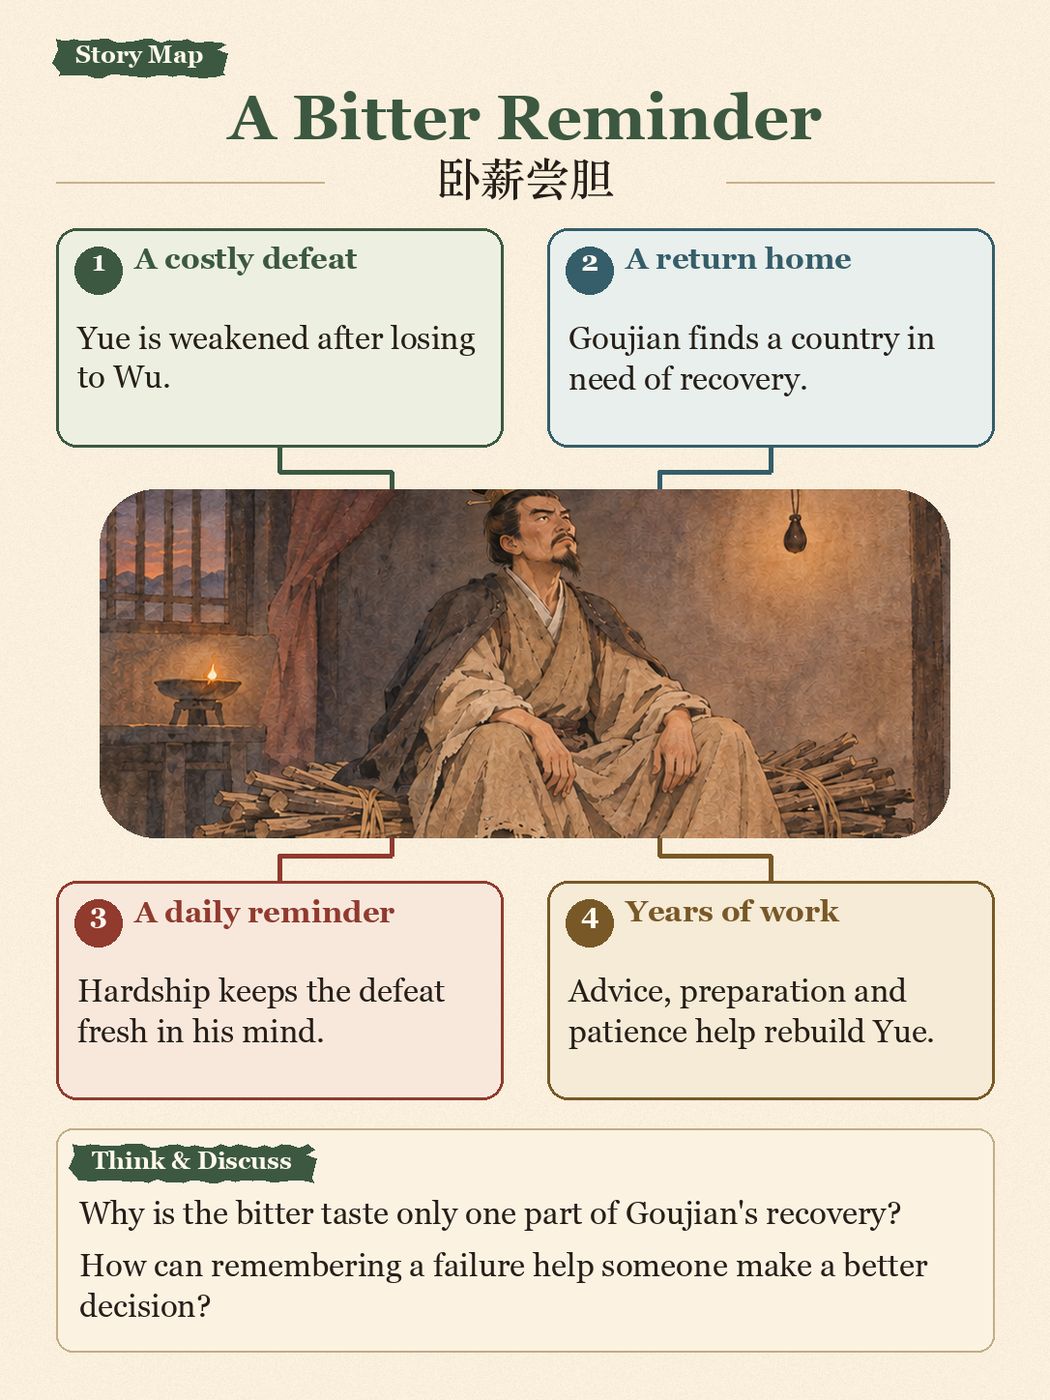 Story Map
A Bitter Reminder
卧薪尝胆
1 A costly defeat
Yue is weakened after losing
to Wu.
2 A return home
Goujian finds a country in
need of recovery.
3 A daily reminder
Hardship keeps the defeat
fresh in his mind.
4 Years of work
Advice, preparation and
patience help rebuild Yue.
Think & Discuss
Why is the bitter taste only one part of Goujian's recovery?
How can remembering a failure help someone make a better
decision?